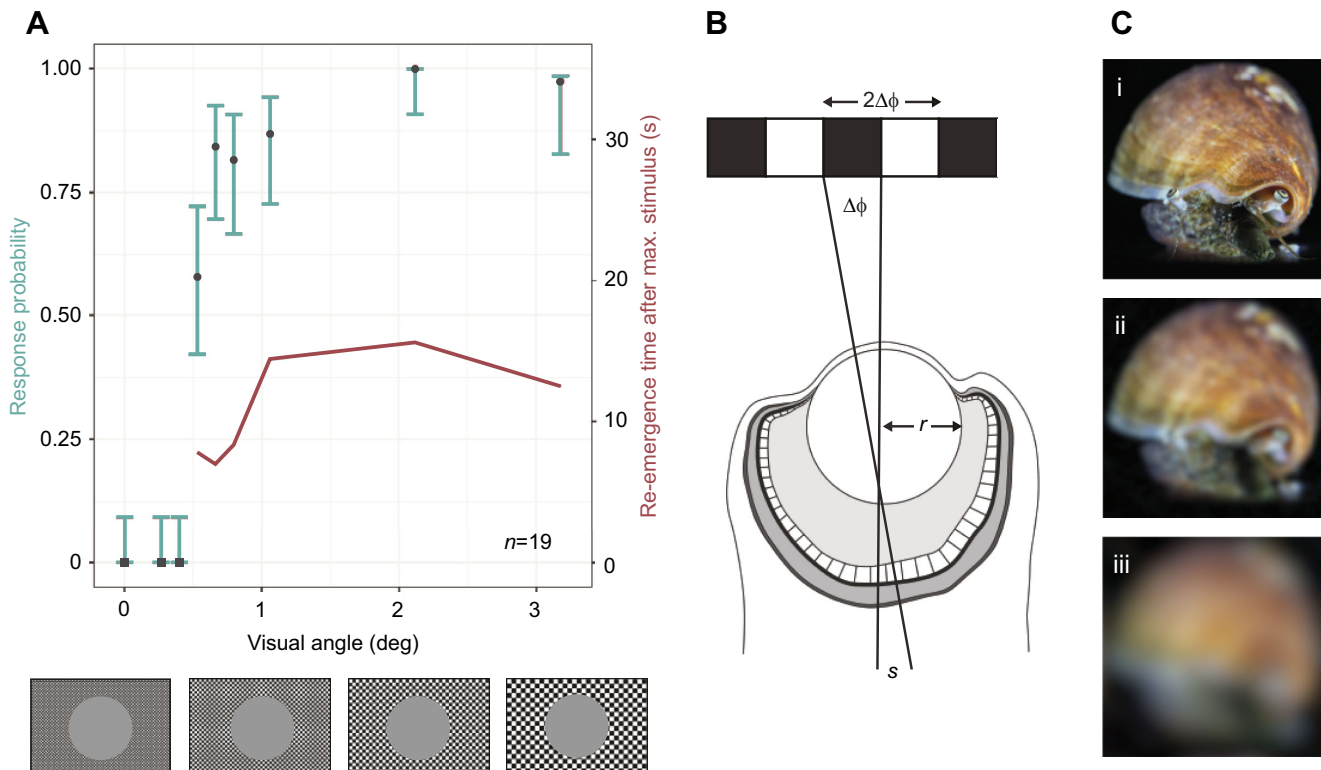 A
1.00
0.75
0.50
0.25
0
Response probability
30
20
10
0
Re-emergence time after max. stimulus (s)
n=19
0 1 2 3
Visual angle (deg)
B
2Δϕ
Δϕ
r
s
C
i
ii
iii